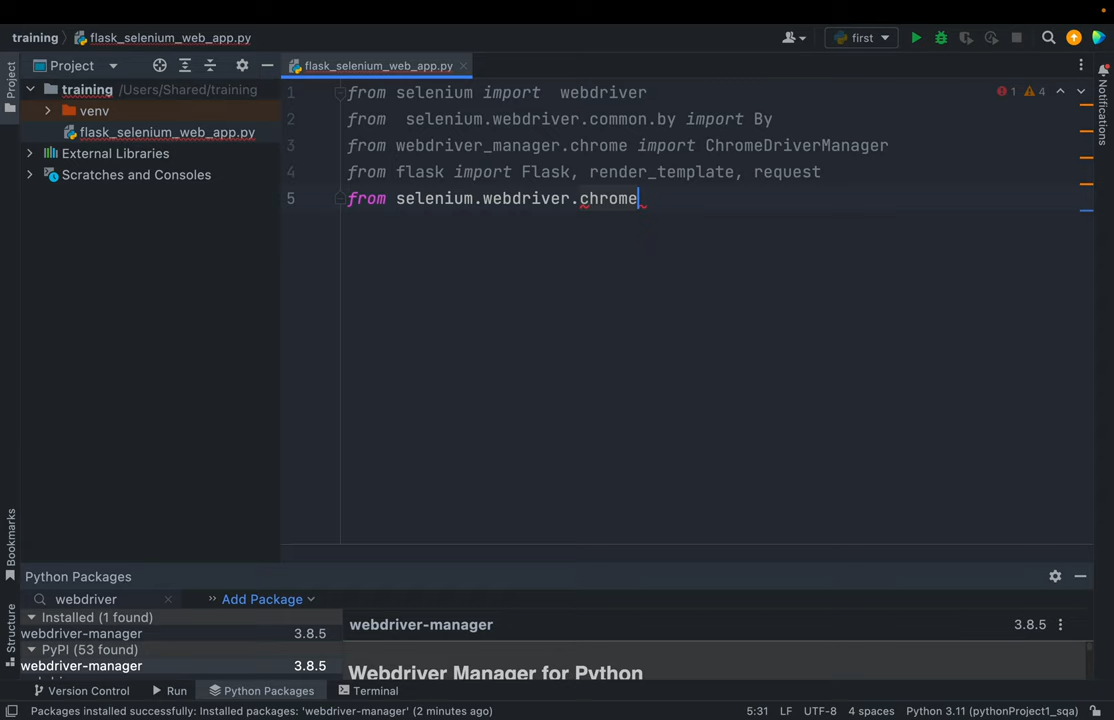 training flask_selenium_web_app.py first
Project
training /Users/Shared/training
venv
flask_selenium_web_app.py
External Libraries
Scratches and Consoles
flask_selenium_web_app.py
1 from selenium import  webdriver
2 from  selenium.webdriver.common.by import By
3 from webdriver_manager.chrome import ChromeDriverManager
4 from flask import Flask, render_template, request
5 from selenium.webdriver.chrome
1 4
Project
Bookmarks
Structure
Notifications
Python Packages
webdriver Add Package
Installed (1 found)
webdriver-manager 3.8.5
PyPI (53 found)
webdriver-manager 3.8.5
webdriver-manager 3.8.5
Webdriver Manager for Python
Version Control Run Python Packages Terminal
Packages installed successfully: Installed packages: 'webdriver-manager' (2 minutes ago) 5:31 LF UTF-8 4 spaces Python 3.11 (pythonProject1_sqa)